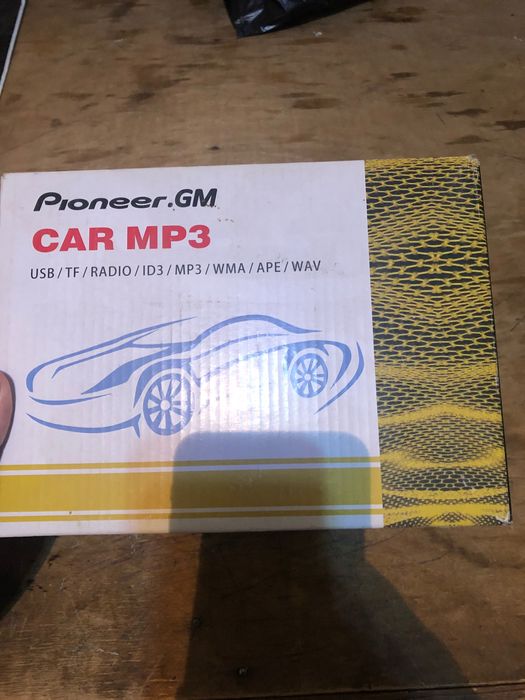 Pioneer.GM
CAR MP3
USB / TF / RADIO / ID3 / MP3 / WMA / APE / WAV